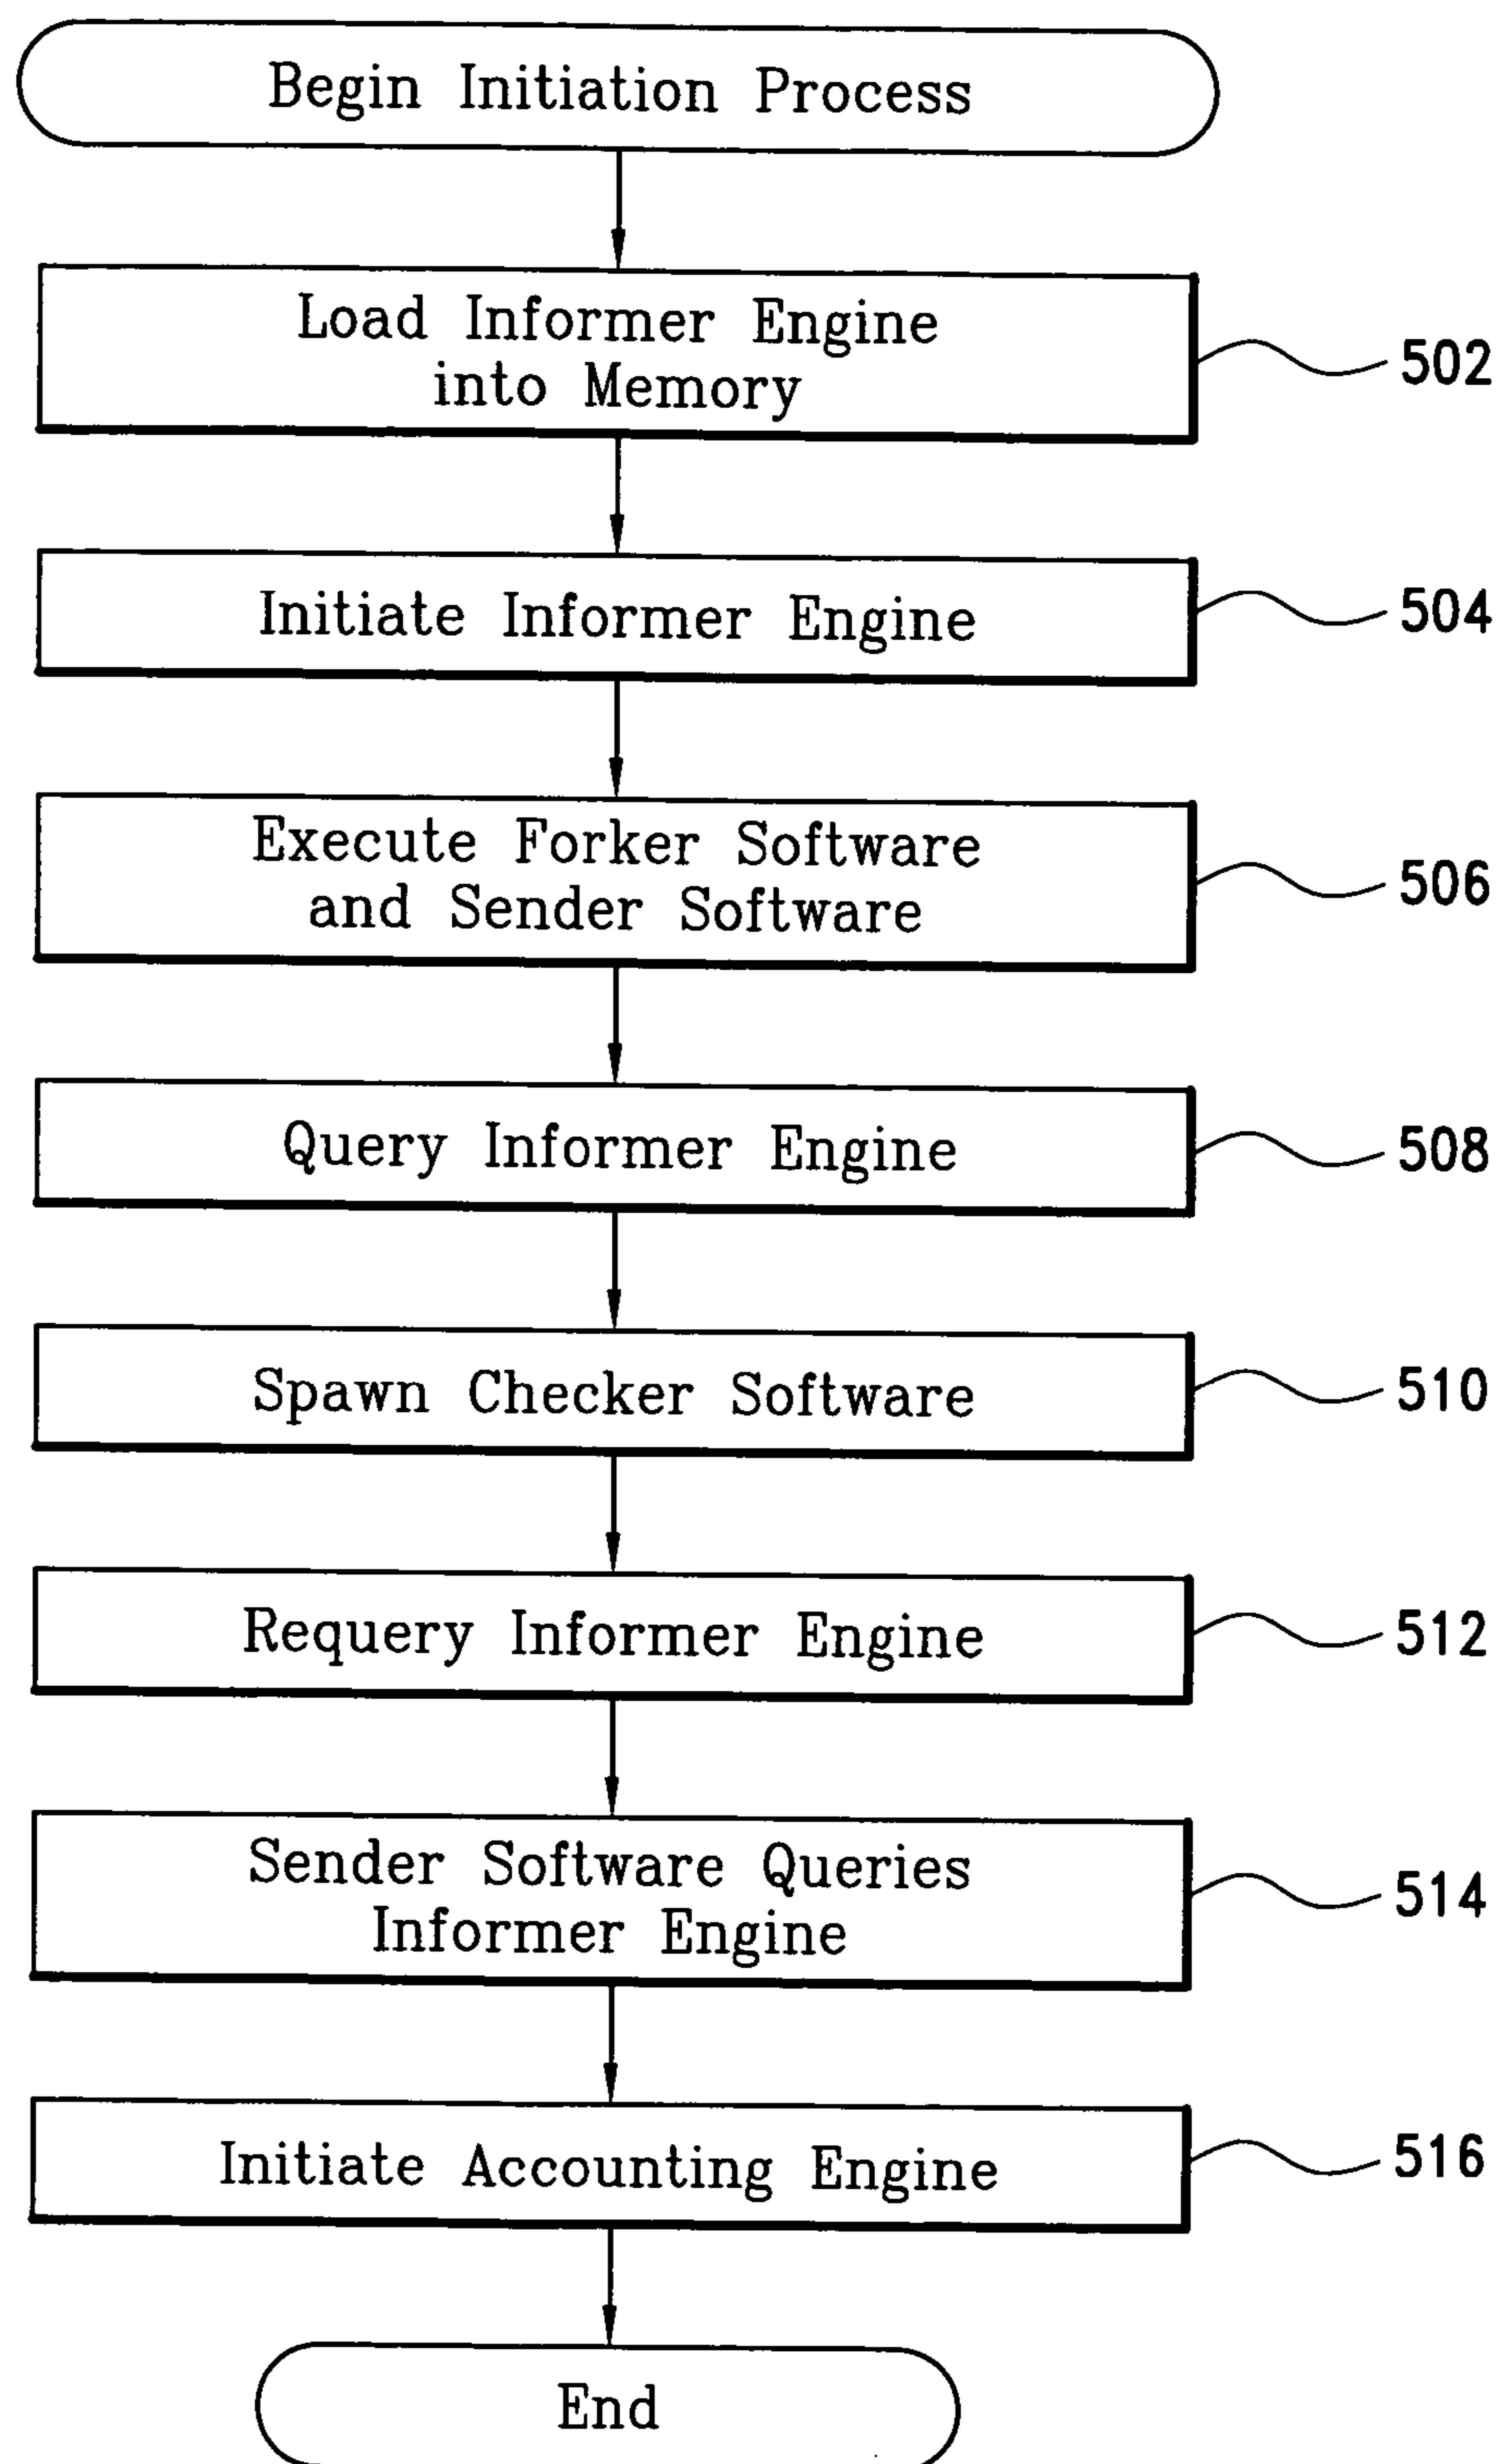 Begin Initiation Process
Load Informer Engine
into Memory
502
Initiate Informer Engine
504
Execute Forker Software
and Sender Software
506
Query Informer Engine
508
Spawn Checker Software
510
Requery Informer Engine
512
Sender Software Queries
Informer Engine
514
Initiate Accounting Engine
516
End